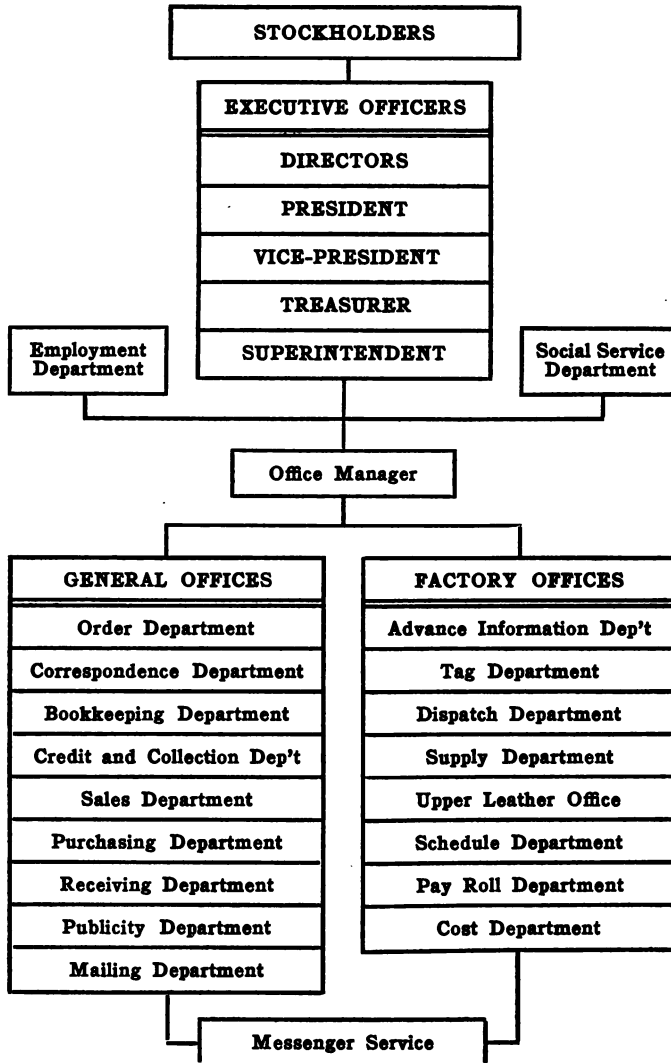 STOCKHOLDERS
EXECUTIVE OFFICERS
DIRECTORS
PRESIDENT
VICE-PRESIDENT
TREASURER
SUPERINTENDENT
Employment
Department
Social Service
Department
Office Manager
GENERAL OFFICES
Order Department
Correspondence Department
Bookkeeping Department
Credit and Collection Dep't
Sales Department
Purchasing Department
Receiving Department
Publicity Department
Mailing Department
FACTORY OFFICES
Advance Information Dep't
Tag Department
Dispatch Department
Supply Department
Upper Leather Office
Schedule Department
Pay Roll Department
Cost Department
Messenger Service